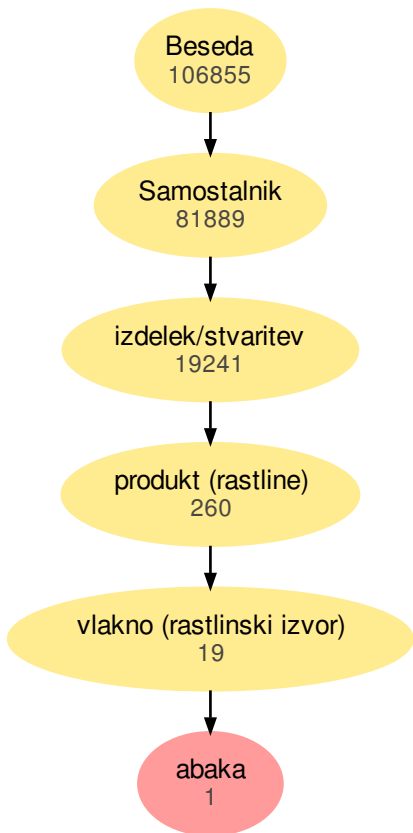 Beseda
106855
Samostalnik
81889
izdelek/stvaritev
19241
produkt (rastline)
260
vlakno (rastlinski izvor)
19
abaka
1